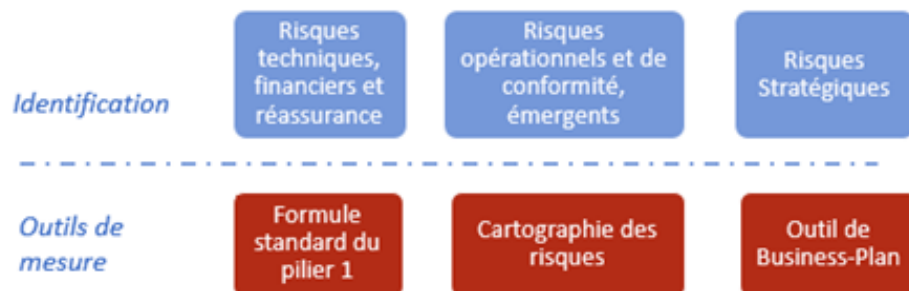 Identification
Risques
techniques,
financiers et
réassurance
Risques
opérationnels et de
conformité,
émergents
Risques
Stratégiques
Outils de
mesure
Formule
standard du
pilier 1
Cartographie des
risques
Outil de
Business-Plan